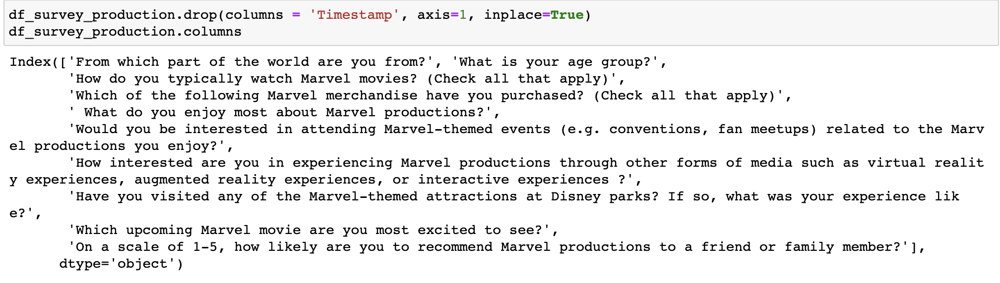 df_survey_production.drop(columns = 'Timestamp', axis=1, inplace=True)
df_survey_production.columns
Index(['From which part of the world are you from?', 'What is your age group?',
'How do you typically watch Marvel movies? (Check all that apply)',
'Which of the following Marvel merchandise have you purchased? (Check all that apply)',
' What do you enjoy most about Marvel productions?',
'Would you be interested in attending Marvel-themed events (e.g. conventions, fan meetups) related to the Marv
el productions you enjoy?',
'How interested are you in experiencing Marvel productions through other forms of media such as virtual realit
y experiences, augmented reality experiences, or interactive experiences ?',
'Have you visited any of the Marvel-themed attractions at Disney parks? If so, what was your experience lik
e?',
'Which upcoming Marvel movie are you most excited to see?',
'On a scale of 1-5, how likely are you to recommend Marvel productions to a friend or family member?'],
dtype='object')